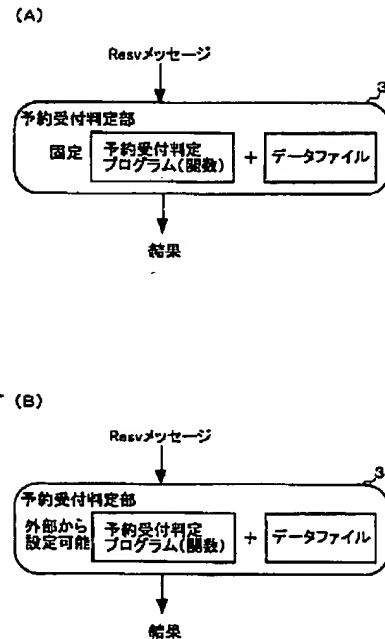 (A)
Resvメッセージ
3
予約受付判定部
固定
予約受付判定
プログラム(関数)
+
データファイル
結果
(B)
Resvメッセージ
3
予約受付判定部
外部から
設定可能
予約受付判定
プログラム(関数)
+
データファイル
結果